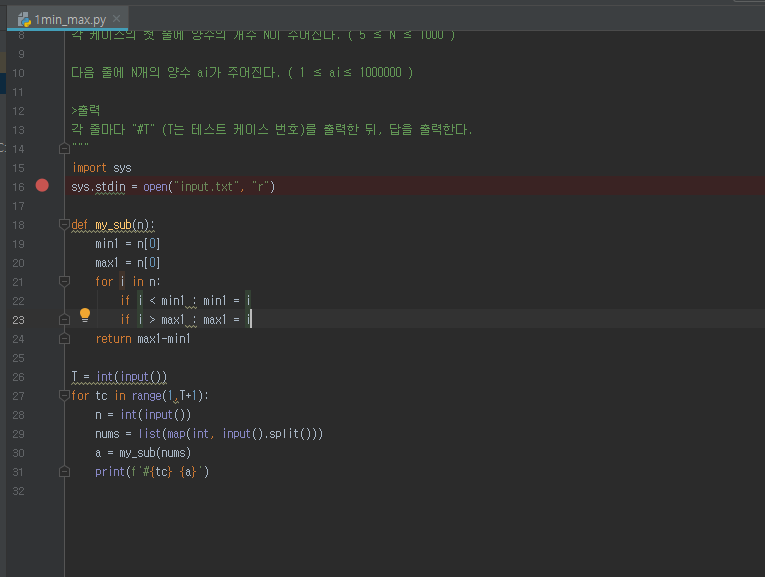 1min_max.py
8 각 케이스의 첫 줄에 양수의 개수 N이 주어진다. ( 5 ≤ N ≤ 1000 )
9
10 다음 줄에 N개의 양수 ai가 주어진다. ( 1 ≤ ai≤ 1000000 )
11
12 >출력
13 각 줄마다 "#T" (T는 테스트 케이스 번호)를 출력한 뒤, 답을 출력한다.
14 """
15 import sys
16 sys.stdin = open("input.txt", "r")
17
18 def my_sub(n):
19 min1 = n[0]
20 max1 = n[0]
21 for i in n:
22 if i < min1 : min1 = i
23 if i > max1 : max1 = i
24 return max1-min1
25
26 T = int(input())
27 for tc in range(1,T+1):
28 n = int(input())
29 nums = list(map(int, input().split()))
30 a = my_sub(nums)
31 print(f'#{tc} {a}')
32